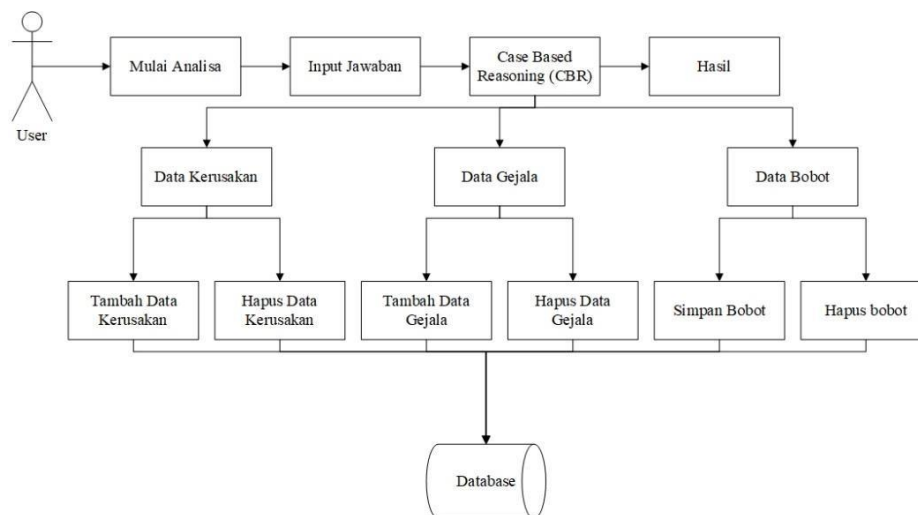 Mulai Analisa
Input Jawaban
Case Based
Reasoning (CBR)
Hasil
User
Data Kerusakan
Data Gejala
Data Bobot
Tambah Data
Kerusakan
Hapus Data
Kerusakan
Tambah Data
Gejala
Hapus Data
Gejala
Simpan Bobot
Hapus bobot
Database